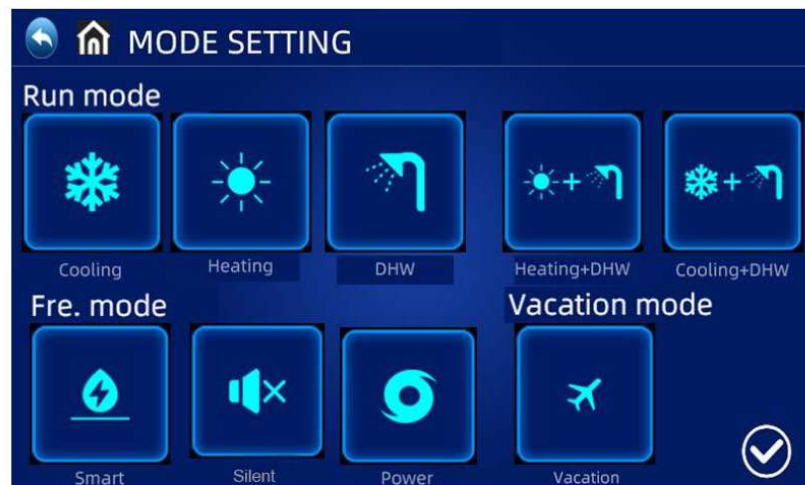 MODE SETTING
Run mode
Cooling Heating DHW Heating+DHW Cooling+DHW
Fre. mode Vacation mode
Smart Silent Power Vacation